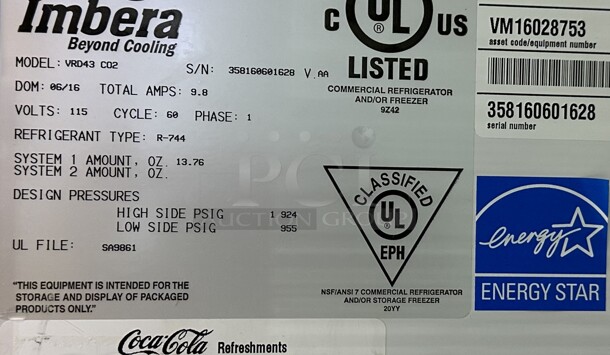 Imbera
Beyond Cooling
MODEL: VRD43 CO2
S/N: 358160601628 V.AA
DOM: 06/16 TOTAL AMPS: 9.8
VOLTS: 115 CYCLE: 60 PHASE: 1
REFRIGERANT TYPE: R-744
SYSTEM 1 AMOUNT, OZ. 13.76
SYSTEM 2 AMOUNT, OZ.
DESIGN PRESSURES
HIGH SIDE PSIG 1 924
LOW SIDE PSIG 955
UL FILE: SA9861
"THIS EQUIPMENT IS INTENDED FOR THE
STORAGE AND DISPLAY OF PACKAGED
PRODUCTS ONLY."
C UL ® US
LISTED
COMMERCIAL REFRIGERATOR
AND/OR FREEZER
9Z42
CLASSIFIED
UL
®
EPH
NSF/ANSI 7 COMMERCIAL REFRIGERATOR
AND/OR STORAGE FREEZER
20YY
VM16028753
asset code/equipment number
358160601628
serial number
energy
ENERGY STAR
Coca-Cola Refreshments
PCI
AUCTION GROUP